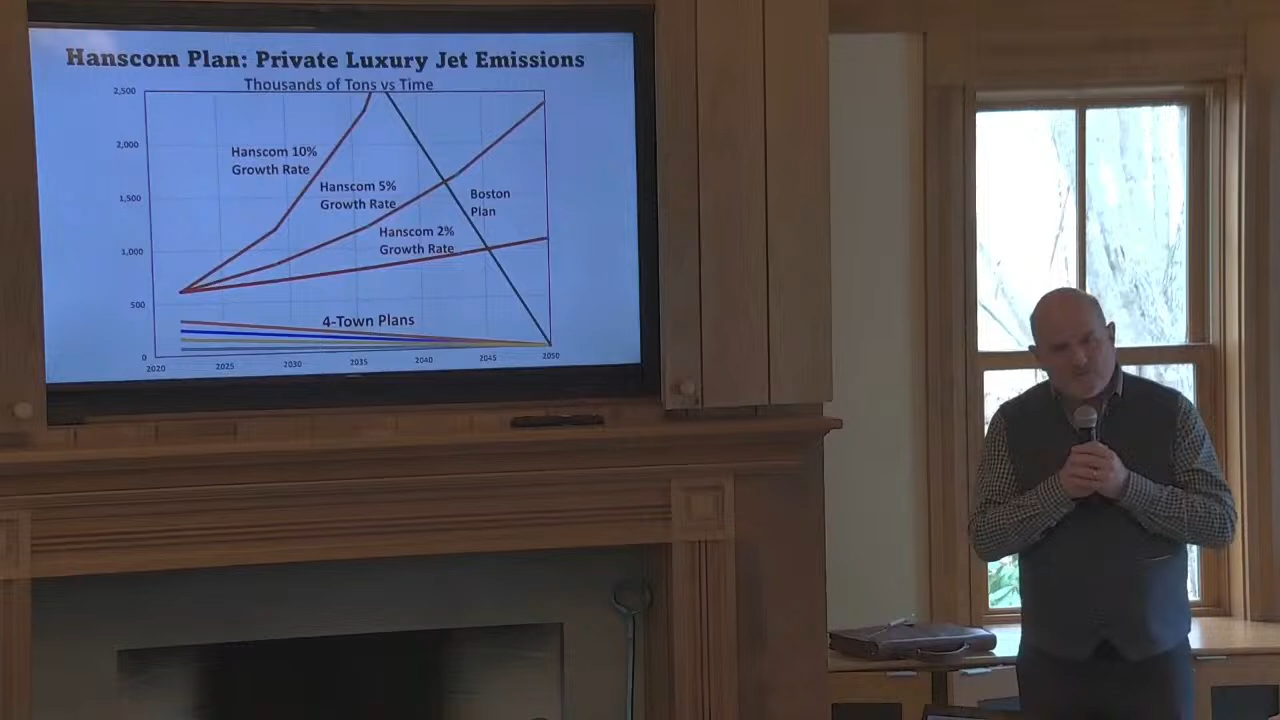 Hanscom Plan: Private Luxury Jet Emissions
Thousands of Tons vs Time
2,500
2,000
1,500
1,000
500
0
Hanscom 10%
Growth Rate
Hanscom 5%
Growth Rate
Boston
Plan
Hanscom 2%
Growth Rate
4-Town Plans
2020
2025
2030
2035
2040
2045
2050